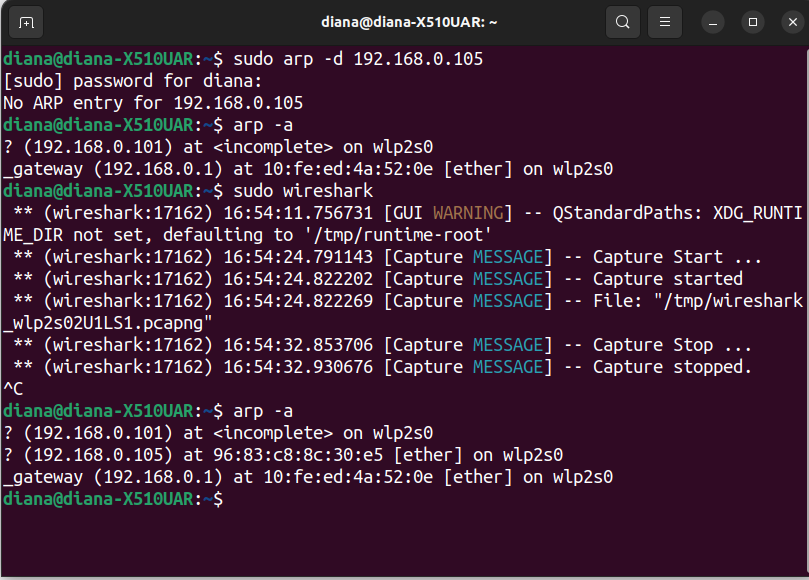 diana@diana-X510UAR: ~
diana@diana-X510UAR:~$ sudo arp -d 192.168.0.105
[sudo] password for diana:
No ARP entry for 192.168.0.105
diana@diana-X510UAR:~$ arp -a
? (192.168.0.101) at <incomplete> on wlp2s0
_gateway (192.168.0.1) at 10:fe:ed:4a:52:0e [ether] on wlp2s0
diana@diana-X510UAR:~$ sudo wireshark
 ** (wireshark:17162) 16:54:11.756731 [GUI WARNING] -- QStandardPaths: XDG_RUNTI
ME_DIR not set, defaulting to '/tmp/runtime-root'
 ** (wireshark:17162) 16:54:24.791143 [Capture MESSAGE] -- Capture Start ...
 ** (wireshark:17162) 16:54:24.822202 [Capture MESSAGE] -- Capture started
 ** (wireshark:17162) 16:54:24.822269 [Capture MESSAGE] -- File: "/tmp/wireshark
_wlp2s02U1LS1.pcapng"
 ** (wireshark:17162) 16:54:32.853706 [Capture MESSAGE] -- Capture Stop ...
 ** (wireshark:17162) 16:54:32.930676 [Capture MESSAGE] -- Capture stopped.
^C
diana@diana-X510UAR:~$ arp -a
? (192.168.0.101) at <incomplete> on wlp2s0
? (192.168.0.105) at 96:83:c8:8c:30:e5 [ether] on wlp2s0
_gateway (192.168.0.1) at 10:fe:ed:4a:52:0e [ether] on wlp2s0
diana@diana-X510UAR:~$